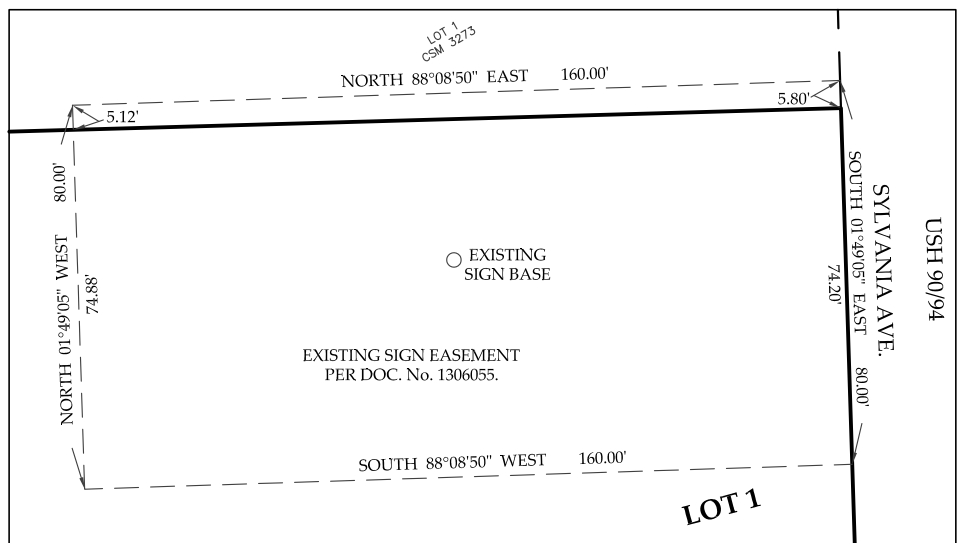 LOT 1
CSM 3273
NORTH 88°08'50" EAST 160.00'
5.12'
5.80'
NORTH 01°49'05" WEST 80.00'
74.88'
EXISTING
SIGN BASE
EXISTING SIGN EASEMENT
PER DOC. No. 1306055.
74.20'
SOUTH 01°49'05" EAST 80.00'
SYLVANIA AVE.
USH 90/94
SOUTH 88°08'50" WEST 160.00'
LOT 1